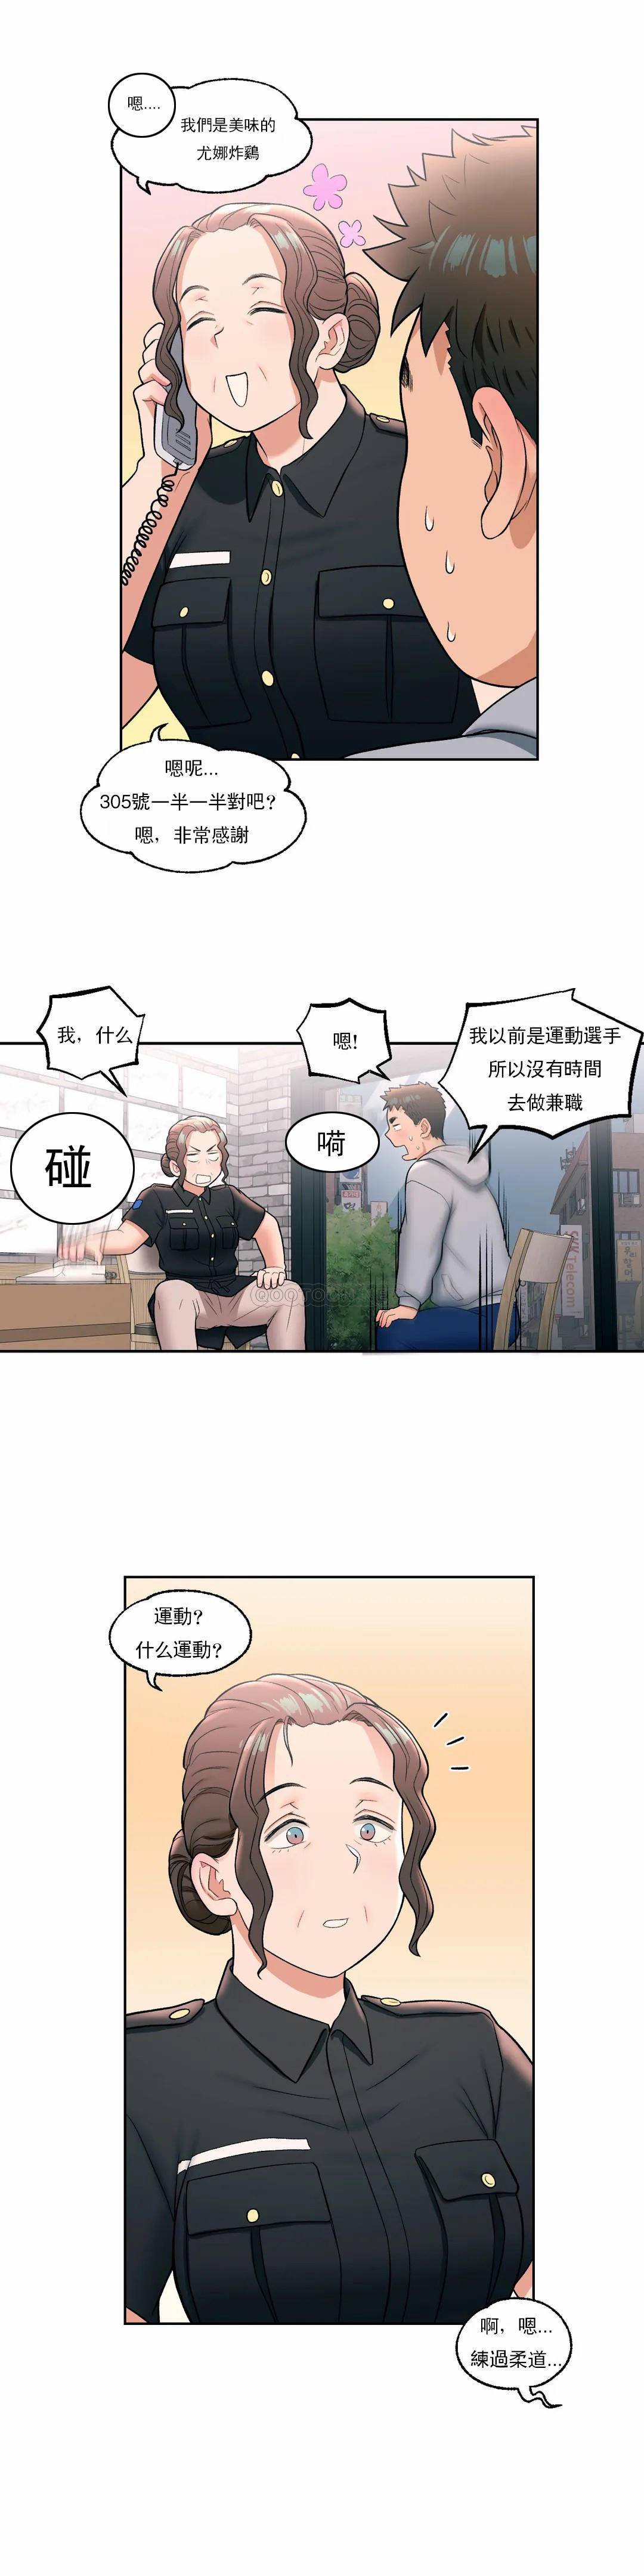 嗯....
我們是美味的
尤娜炸鷄
嗯呢...
305號一半一半對吧?
嗯，非常感謝
我，什么
碰
嗯!
嗬
我以前是運動選手
所以沒有時間
去做兼職
SK Telecom
運動?
什么運動?
啊，嗯...
練過柔道...